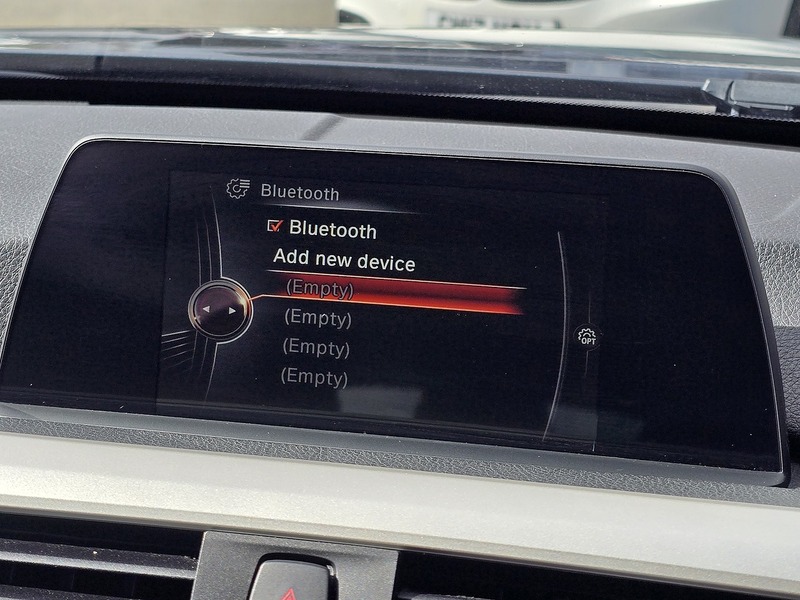 Bluetooth
Bluetooth
Add new device
(Empty)
(Empty)
(Empty)
(Empty)
OPT